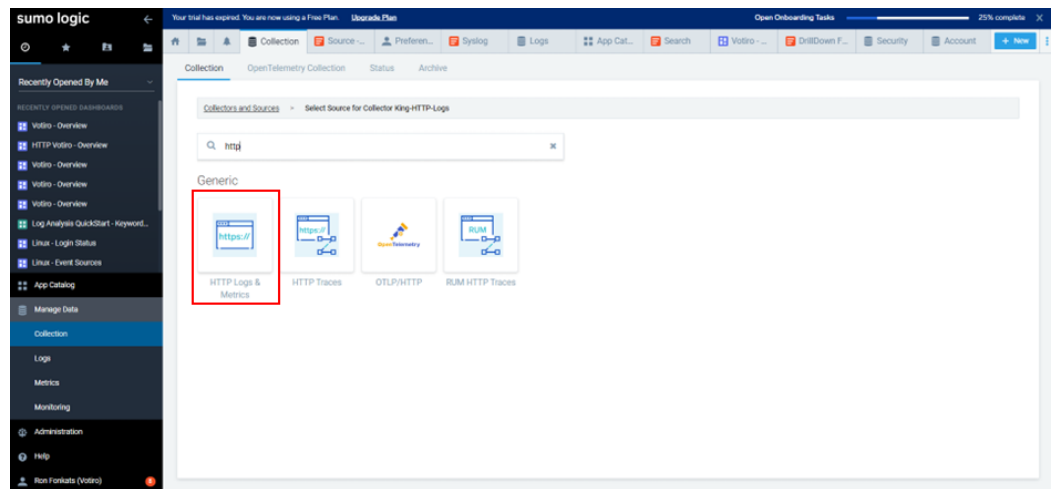 sumo logic
Your trial has expired. You are now using a Free Plan. Upgrade Plan
Open Onboarding Tasks
25% complete
Collection
Source -...
Preferen...
Syslog
Logs
App Cat...
Search
Votiro - ...
DrillDown F...
Security
Account
+ New
Recently Opened By Me
RECENTLY OPENED DASHBOARDS
Votiro - Overview
HTTP Votiro - Overview
Votiro - Overview
Votiro - Overview
Votiro - Overview
Log Analysis QuickStart - Keyword...
Linux - Login Status
Linux - Event Sources
App Catalog
Manage Data
Collection
Logs
Metrics
Monitoring
Administration
Help
Ron Fonkats (Votiro)
Collection
OpenTelemetry Collection
Status
Archive
Collectors and Sources > Select Source for Collector King-HTTP-Logs
http
Generic
https://
https://
OpenTelemetry
RUM
HTTP Logs &
Metrics
HTTP Traces
OTLP/HTTP
RUM HTTP Traces